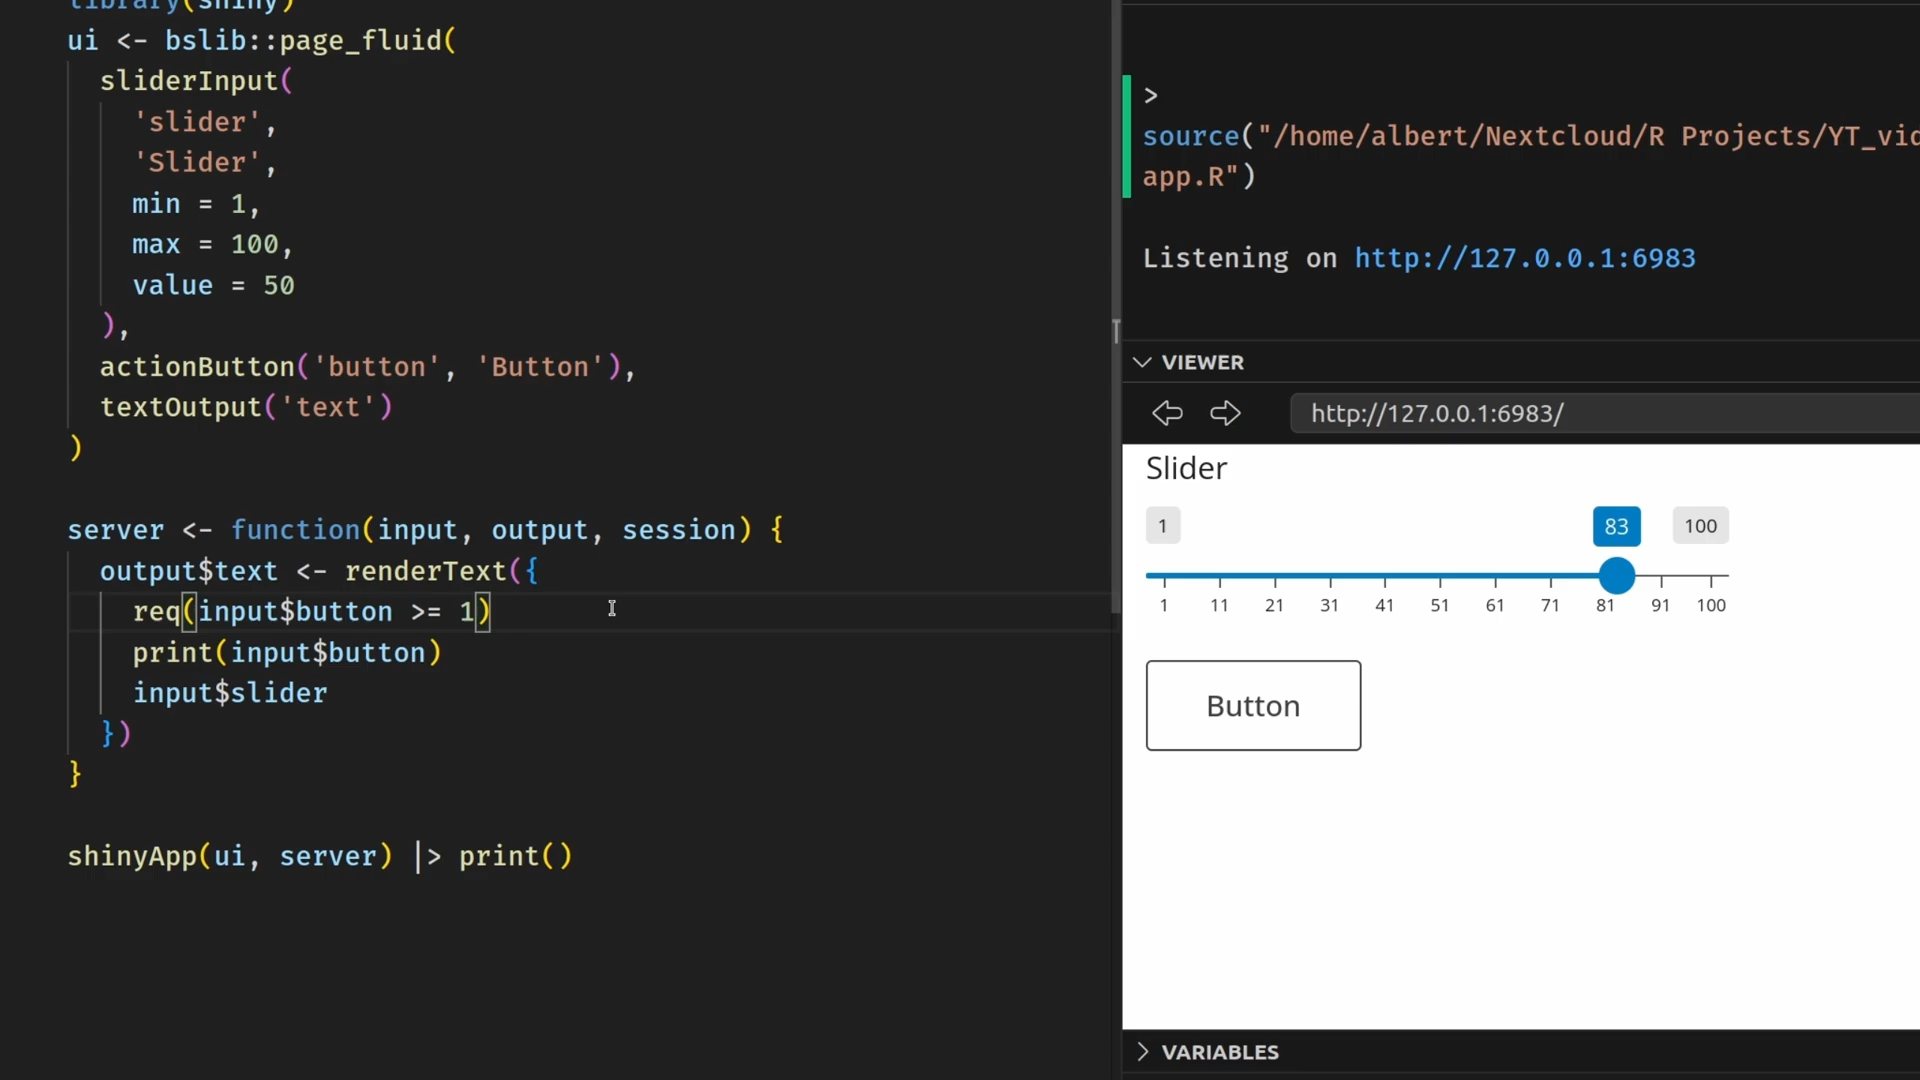 library(shiny)
ui <- bslib::page_fluid(
sliderInput(
'slider',
'Slider',
min = 1,
max = 100,
value = 50
),
actionButton('button', 'Button'),
textOutput('text')
)
server <- function(input, output, session) {
output$text <- renderText({
req(input$button >= 1)
print(input$button)
input$slider
})
}
shinyApp(ui, server) |> print()
>
source("/home/albert/Nextcloud/R Projects/YT_vid
app.R")
Listening on http://127.0.0.1:6983
VIEWER
http://127.0.0.1:6983/
Slider
1 83 100
1 11 21 31 41 51 61 71 81 91 100
Button
VARIABLES